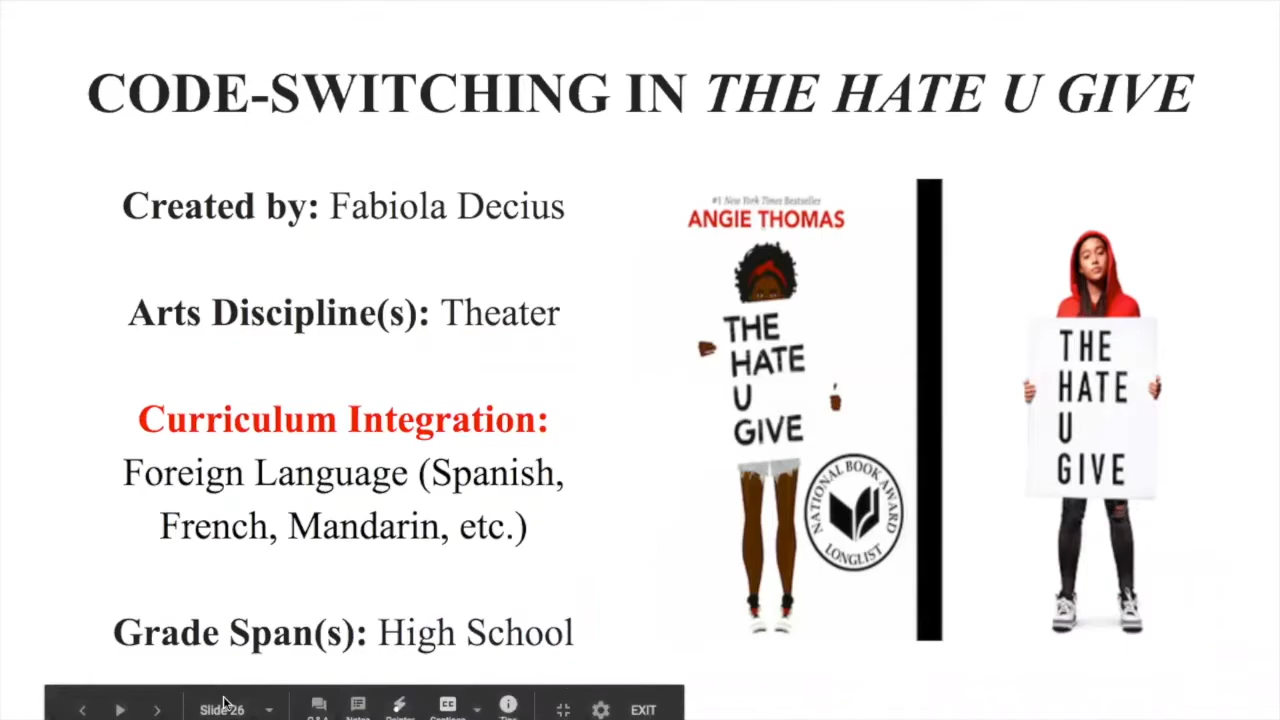 CODE-SWITCHING IN THE HATE U GIVE
Created by: Fabiola Decius
Arts Discipline(s): Theater
Curriculum Integration:
Foreign Language (Spanish,
French, Mandarin, etc.)
Grade Span(s): High School
#1 New York Times Bestseller
ANGIE THOMAS
THE
HATE
U
GIVE
NATIONAL BOOK AWARD
LONGLIST
THE
HATE
U
GIVE
Slide 26
CC
EXIT